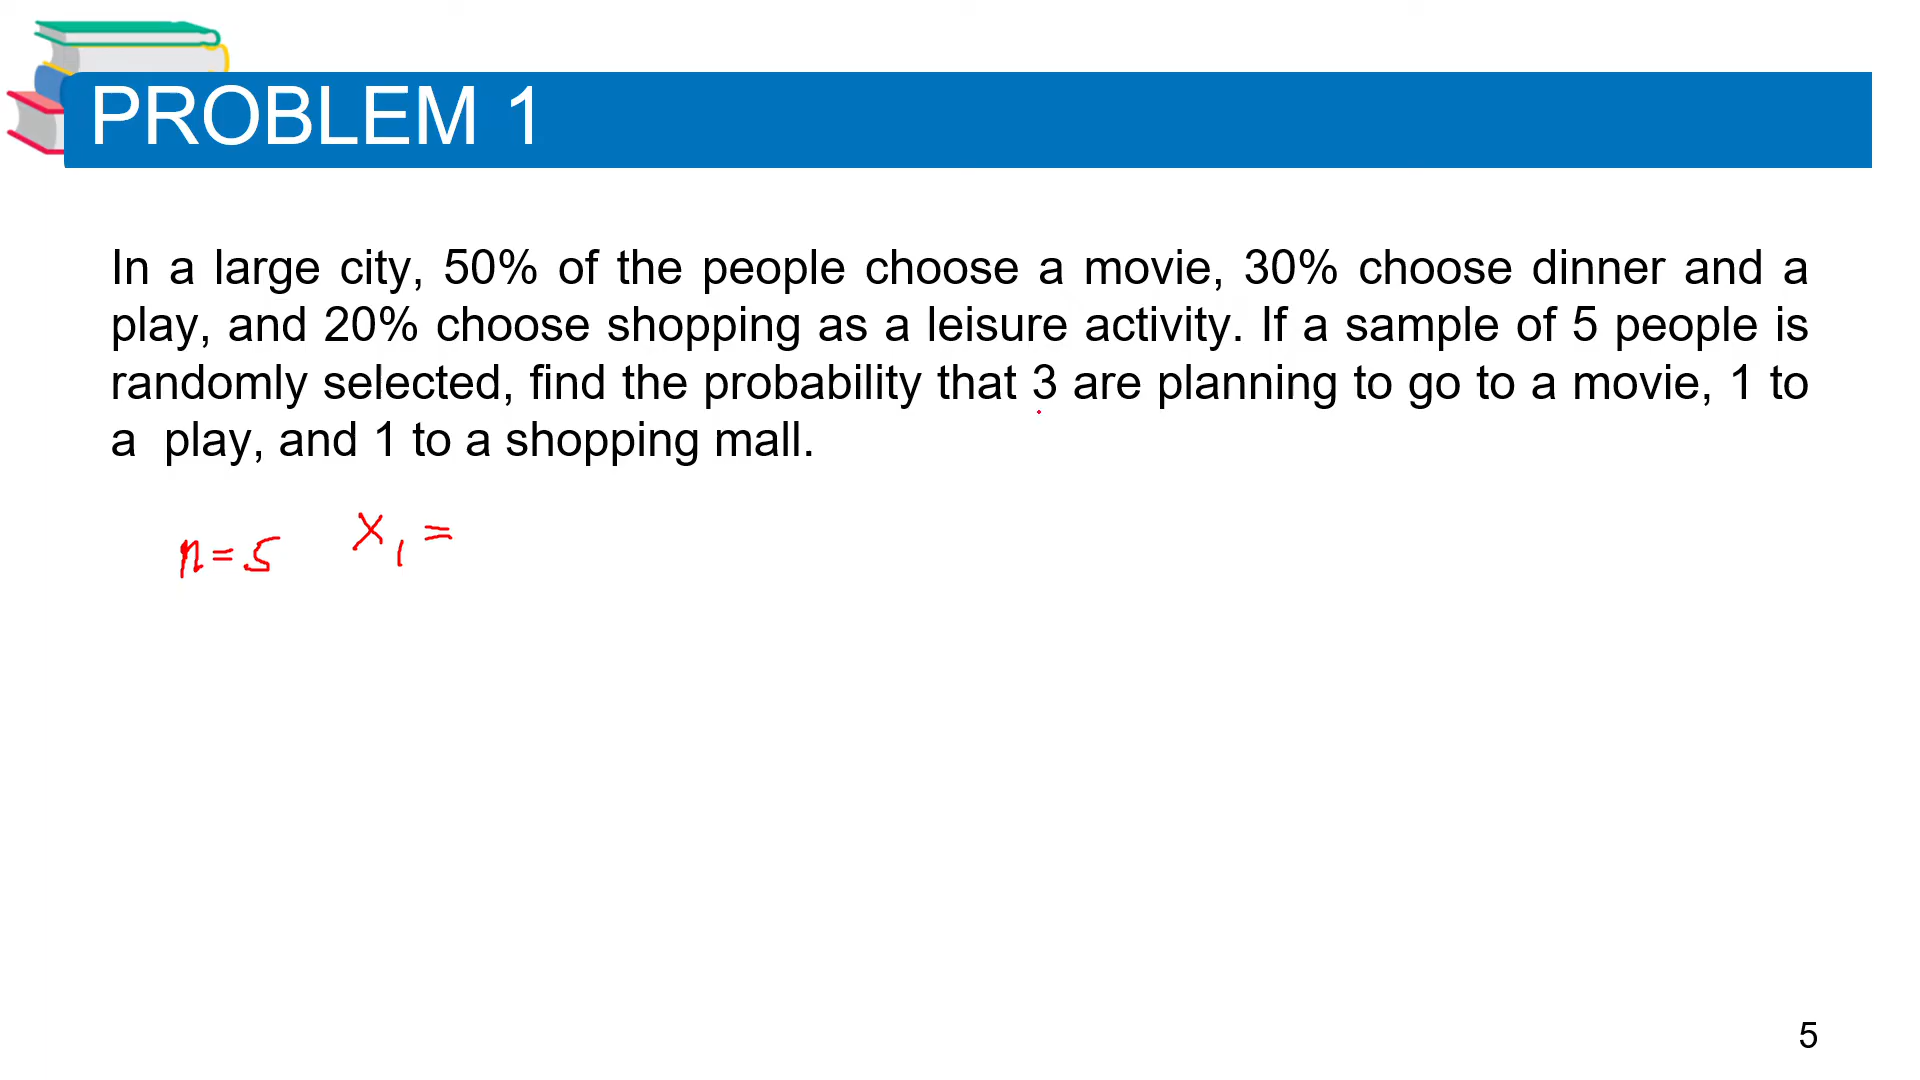 PROBLEM 1
In a large city, 50% of the people choose a movie, 30% choose dinner and a
play, and 20% choose shopping as a leisure activity. If a sample of 5 people is
randomly selected, find the probability that 3 are planning to go to a movie, 1 to
a play, and 1 to a shopping mall.
n = 5 X₁ =
5